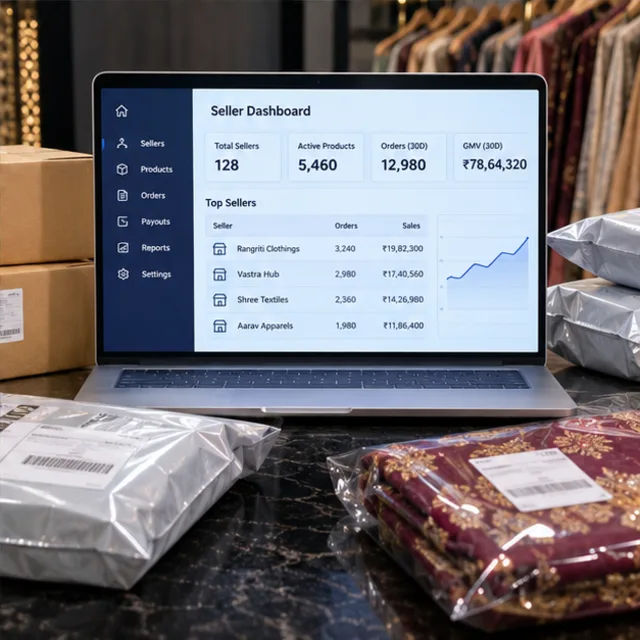 Seller Dashboard
Sellers
Products
Orders
Payouts
Reports
Settings
Total Sellers
128
Active Products
5,460
Orders (30D)
12,980
GMV (30D)
₹78,64,320
Top Sellers
Seller Orders Sales
Rangriti Clothings 3,240 ₹19,82,300
Vastra Hub 2,980 ₹17,40,560
Shree Textiles 2,360 ₹14,26,980
Aarav Apparels 1,980 ₹11,86,400